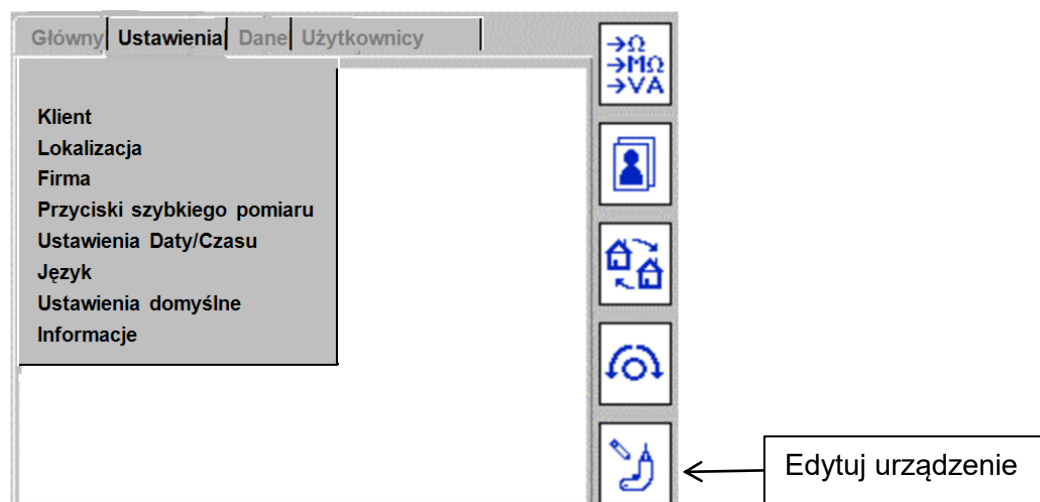 Główny Ustawienia Dane Użytkownicy
Klient
Lokalizacja
Firma
Przyciski szybkiego pomiaru
Ustawienia Daty/Czasu
Język
Ustawienia domyślne
Informacje
→Ω
→MΩ
→VA
Edytuj urządzenie